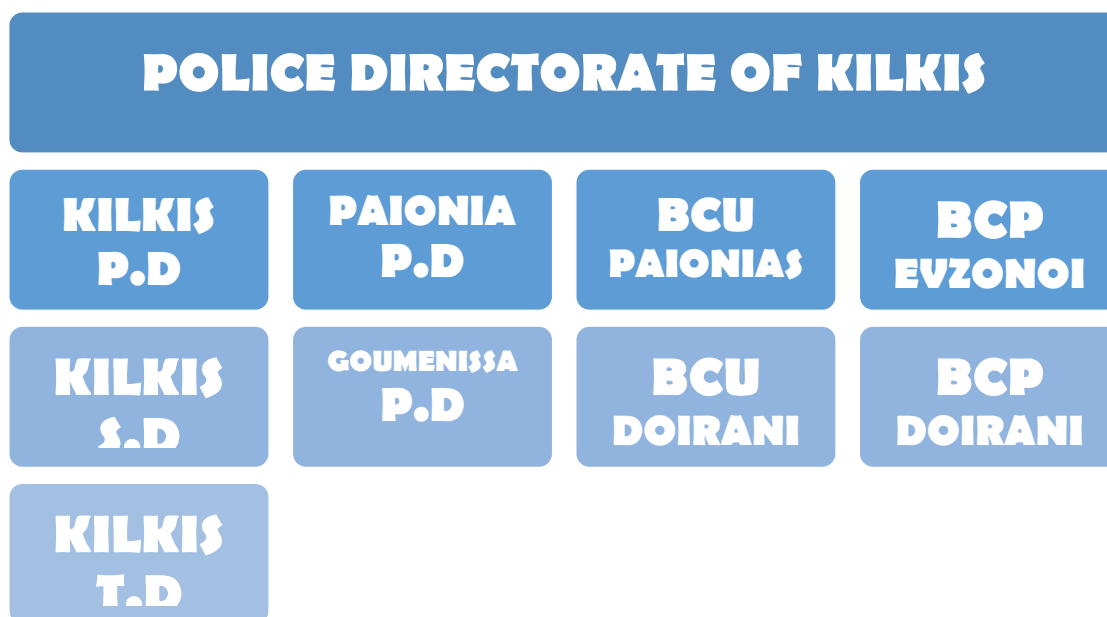 POLICE DIRECTORATE OF KILKIS
KILKIS
P.D
PAIONIA
P.D
BCU
PAIONIAS
BCP
EVZONOI
KILKIS
S.D
GOUMENISSA
P.D
BCU
DOIRANI
BCP
DOIRANI
KILKIS
T.D